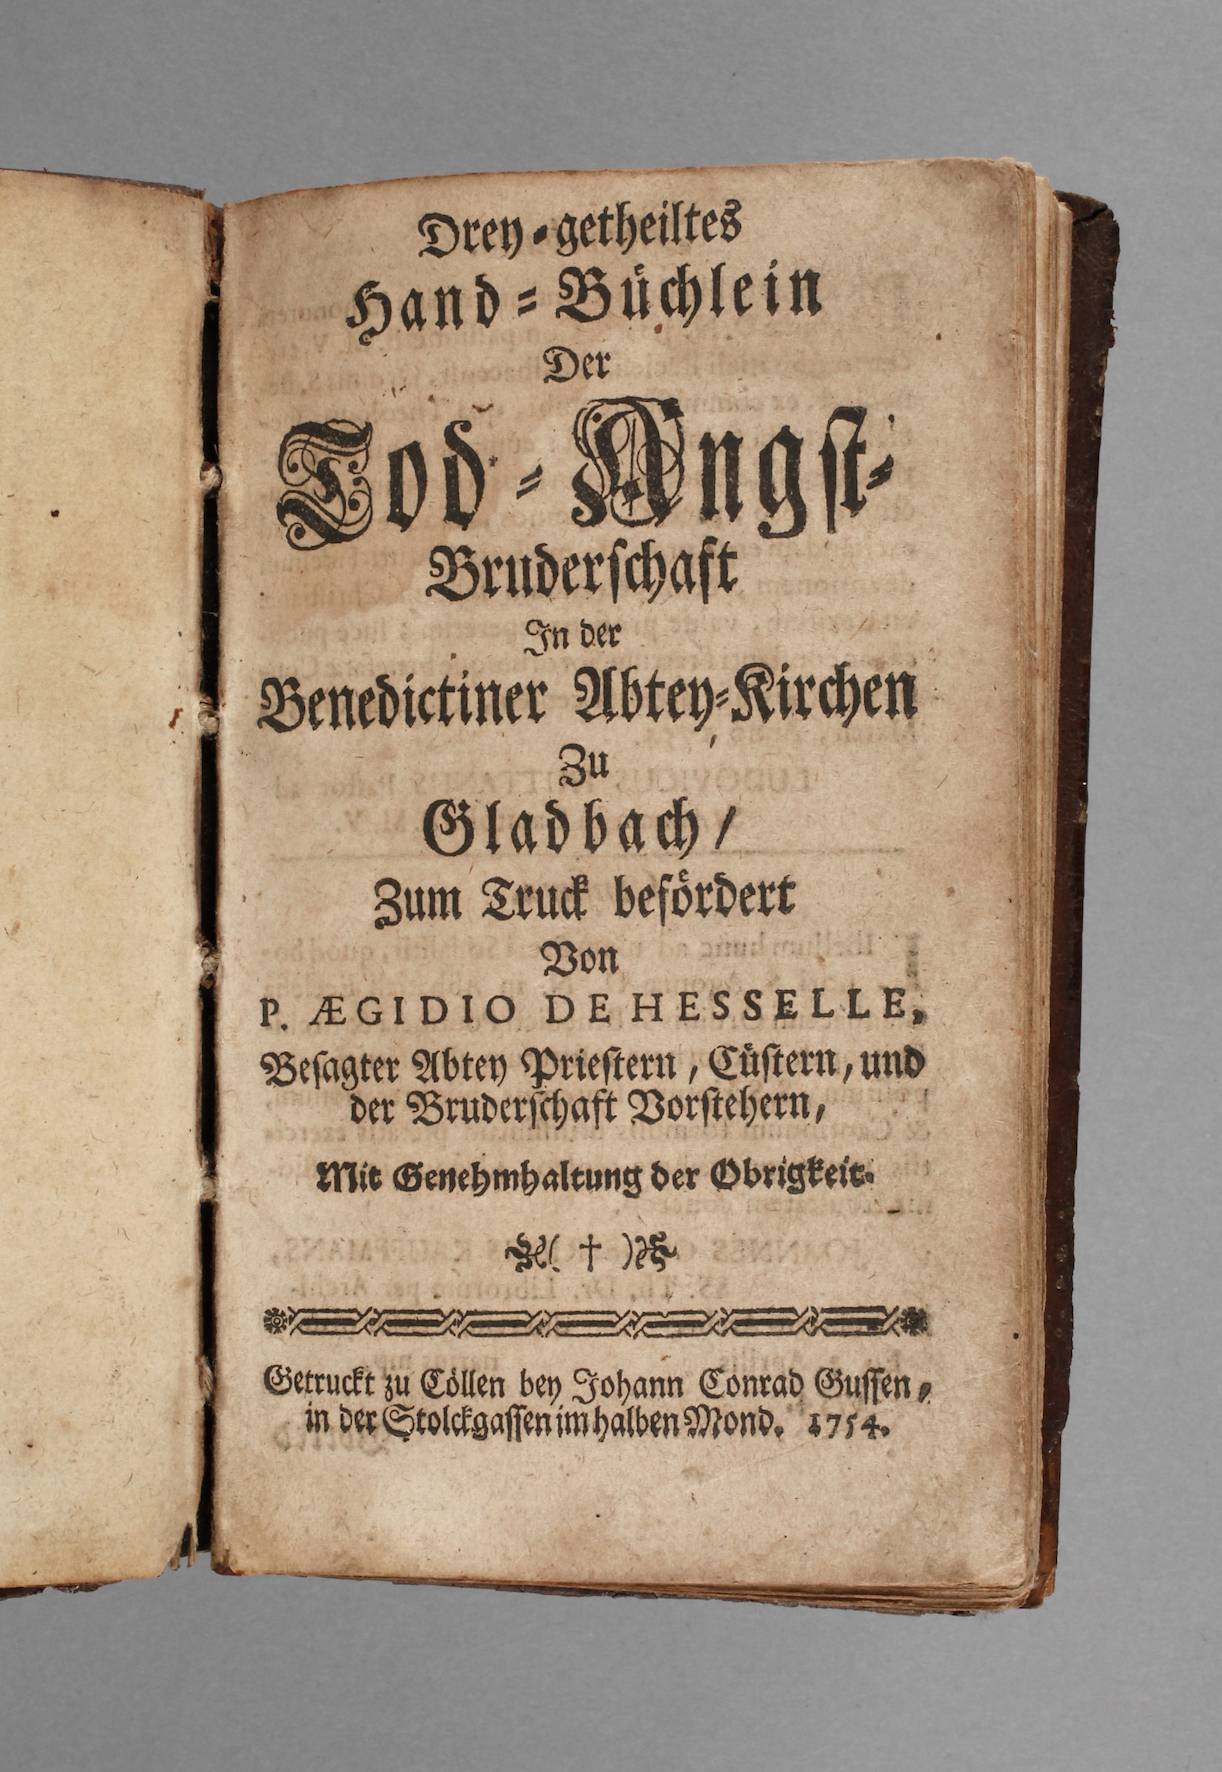 Drey-getheiltes
Hand-Büchlein
Der
Tod-Angst-
Bruderschaft
In der
Benedictiner Abtey-Kirchen
Zu
Gladbach/
Zum Truck befördert
Von
P. ÆGIDIO DE HESSELLE,
Besagter Abtey Priestern, Cüstern, und
der Bruderschaft Vorstehern,
Mit Genehmhaltung der Obrigkeit.
( † )
Getruckt zu Cöllen bey Johann Conrad Gussen,
in der Stolckgassen im halben Mond. 1754.